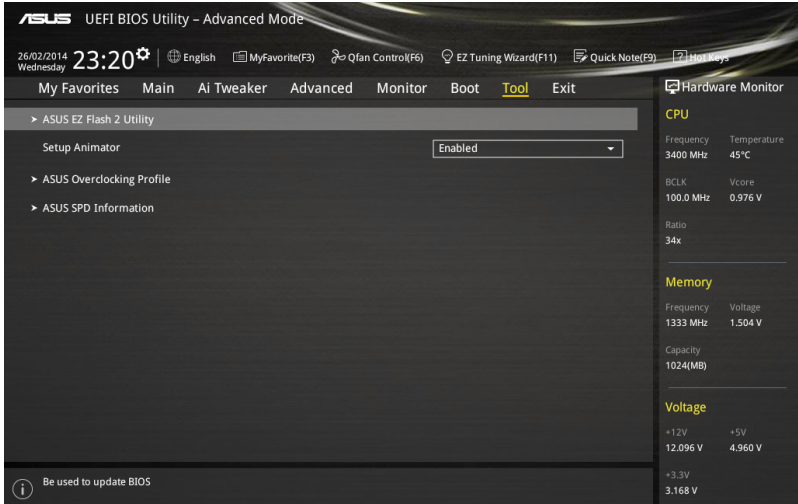 ASUS UEFI BIOS Utility – Advanced Mode
26/02/2014 Wednesday 23:20 English MyFavorite(F3) Qfan Control(F6) EZ Tuning Wizard(F11) Quick Note(F9) ? Hot Keys
My Favorites Main Ai Tweaker Advanced Monitor Boot Tool Exit
> ASUS EZ Flash 2 Utility
Setup Animator Enabled
> ASUS Overclocking Profile
> ASUS SPD Information
Be used to update BIOS
Hardware Monitor
CPU
Frequency Temperature
3400 MHz 45°C
BCLK Vcore
100.0 MHz 0.976 V
Ratio
34x
Memory
Frequency Voltage
1333 MHz 1.504 V
Capacity
1024(MB)
Voltage
+12V +5V
12.096 V 4.960 V
+3.3V
3.168 V